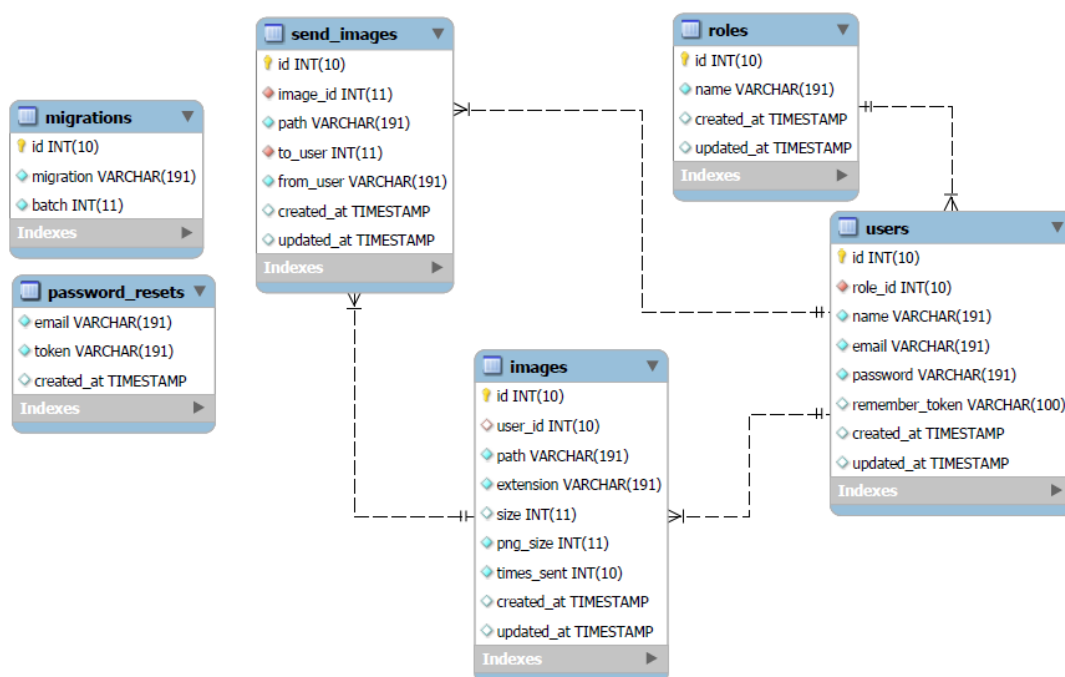 send_images
id INT(10)
image_id INT(11)
path VARCHAR(191)
to_user INT(11)
from_user VARCHAR(191)
created_at TIMESTAMP
updated_at TIMESTAMP
Indexes
roles
id INT(10)
name VARCHAR(191)
created_at TIMESTAMP
updated_at TIMESTAMP
Indexes
migrations
id INT(10)
migration VARCHAR(191)
batch INT(11)
Indexes
users
id INT(10)
role_id INT(10)
name VARCHAR(191)
email VARCHAR(191)
password VARCHAR(191)
remember_token VARCHAR(100)
created_at TIMESTAMP
updated_at TIMESTAMP
Indexes
password_resets
email VARCHAR(191)
token VARCHAR(191)
created_at TIMESTAMP
Indexes
images
id INT(10)
user_id INT(10)
path VARCHAR(191)
extension VARCHAR(191)
size INT(11)
png_size INT(11)
times_sent INT(10)
created_at TIMESTAMP
updated_at TIMESTAMP
Indexes